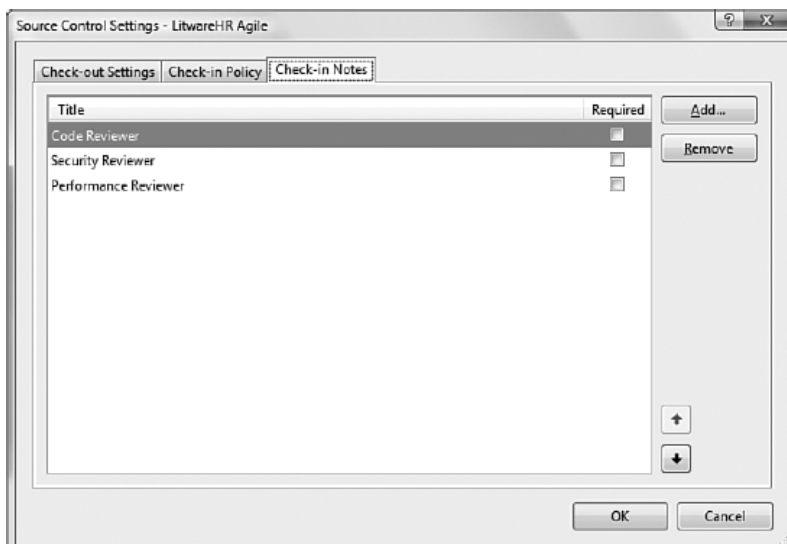 Source Control Settings - LitwareHR Agile
Check-out Settings Check-in Policy Check-in Notes
Title Required Add...
Code Reviewer
Remove
Security Reviewer
Performance Reviewer
OK Cancel